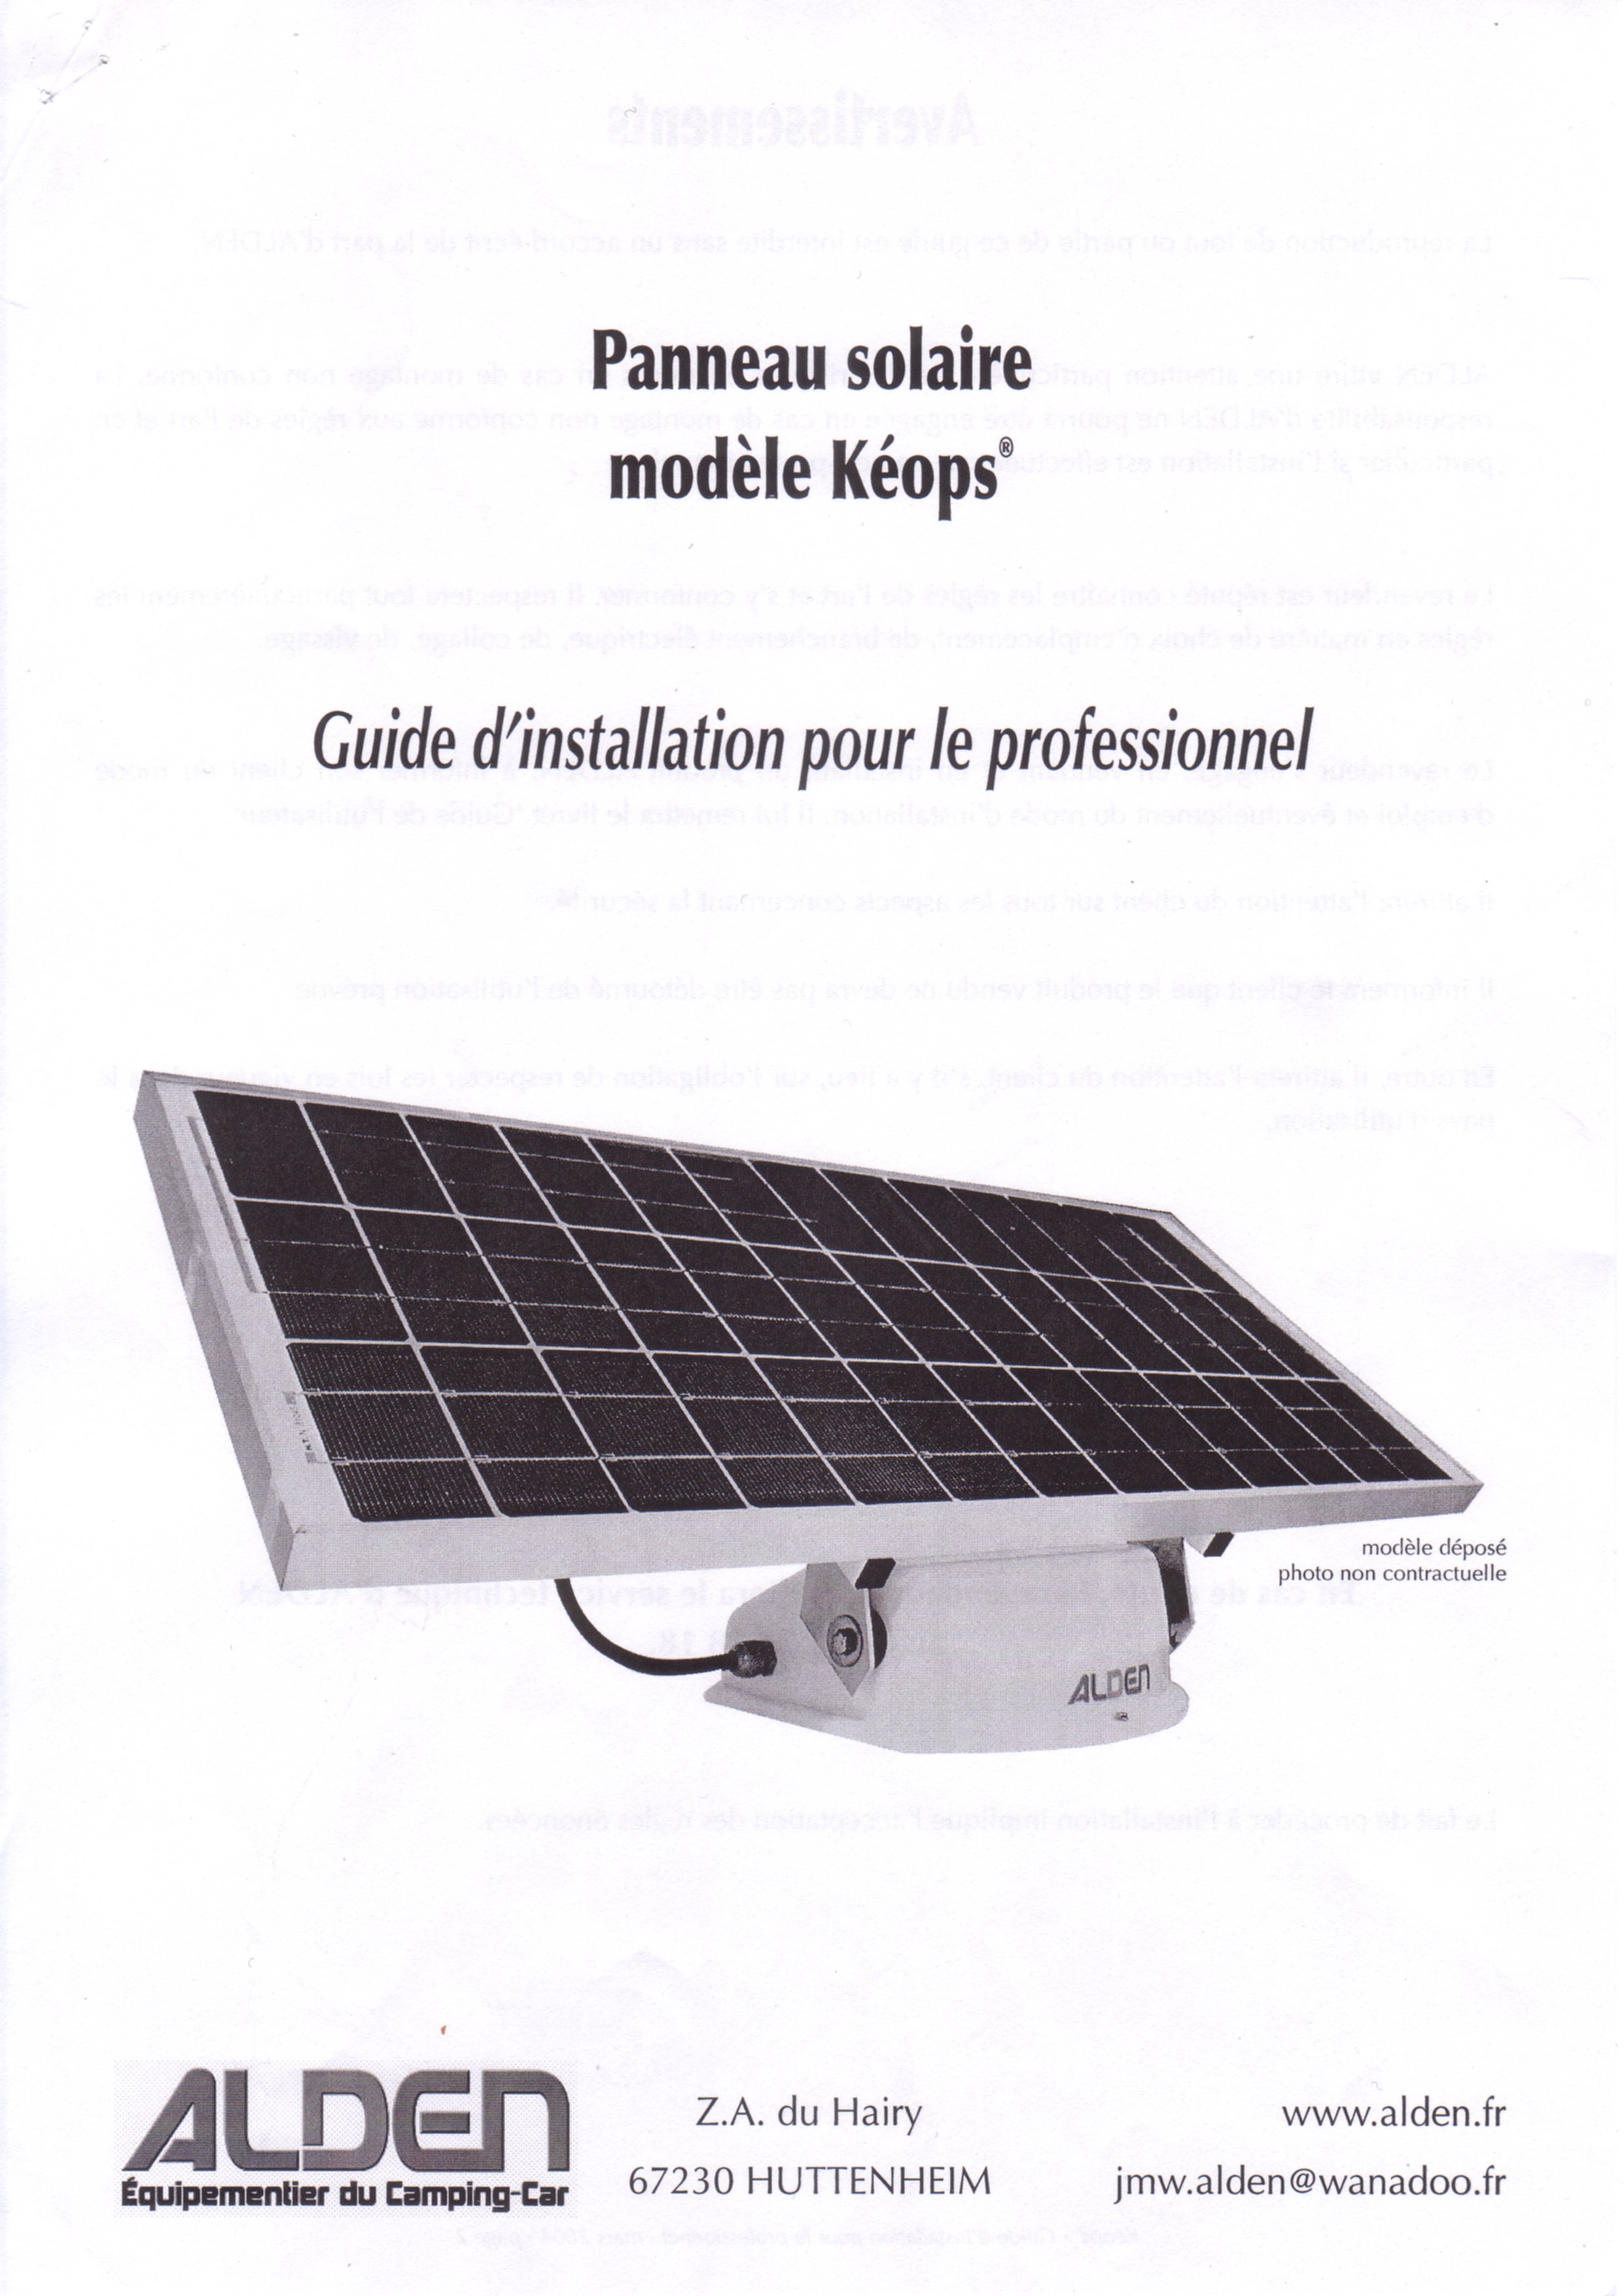 Panneau solaire
modèle Kéops®
Guide d'installation pour le professionnel
modèle déposé
photo non contractuelle
ALDEN
ALDEN
Équipementier du Camping-Car
Z.A. du Hairy
67230 HUTTENHEIM
www.alden.fr
jmw.alden@wanadoo.fr